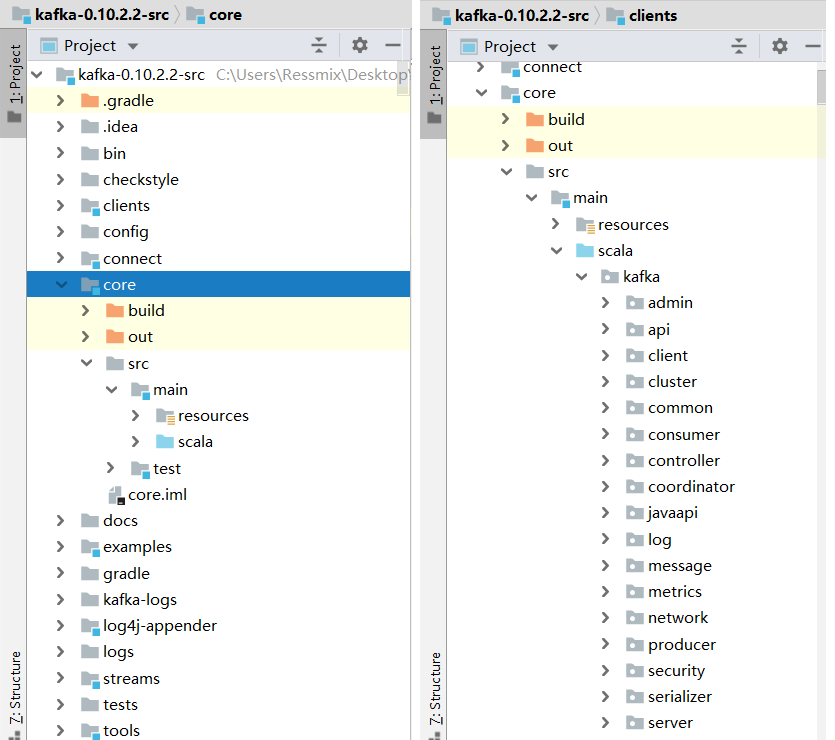 kafka-0.10.2.2-src core
1: Project
Project
kafka-0.10.2.2-src C:\Users\Ressmix\Desktop\
.gradle
.idea
bin
checkstyle
clients
config
connect
core
build
out
src
main
resources
scala
test
core.iml
docs
examples
gradle
kafka-logs
log4j-appender
logs
streams
tests
tools
7: Structure
kafka-0.10.2.2-src clients
1: Project
Project
connect
core
build
out
src
main
resources
scala
kafka
admin
api
client
cluster
common
consumer
controller
coordinator
javaapi
log
message
metrics
network
producer
security
serializer
server
7: Structure